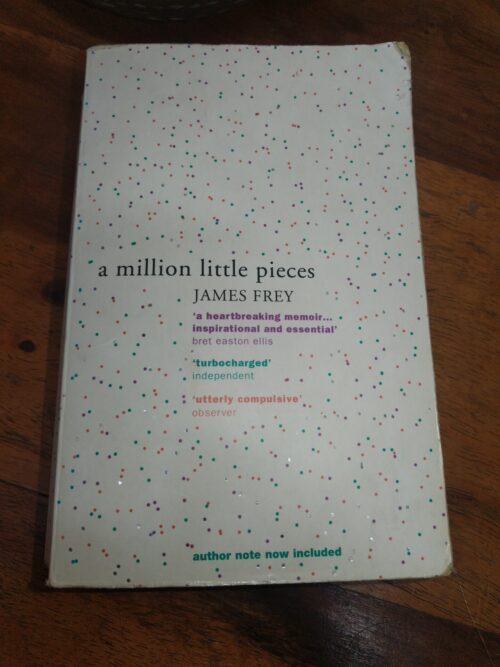 a million little pieces
JAMES FREY
'a heartbreaking memoir...
inspirational and essential'
bret easton ellis
'turbocharged'
independent
'utterly compulsive'
observer
author note now included